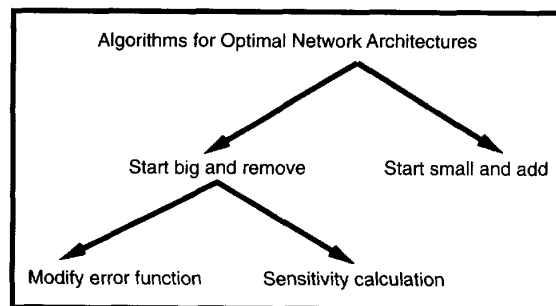 Algorithms for Optimal Network Architectures
Start big and remove
Start small and add
Modify error function
Sensitivity calculation